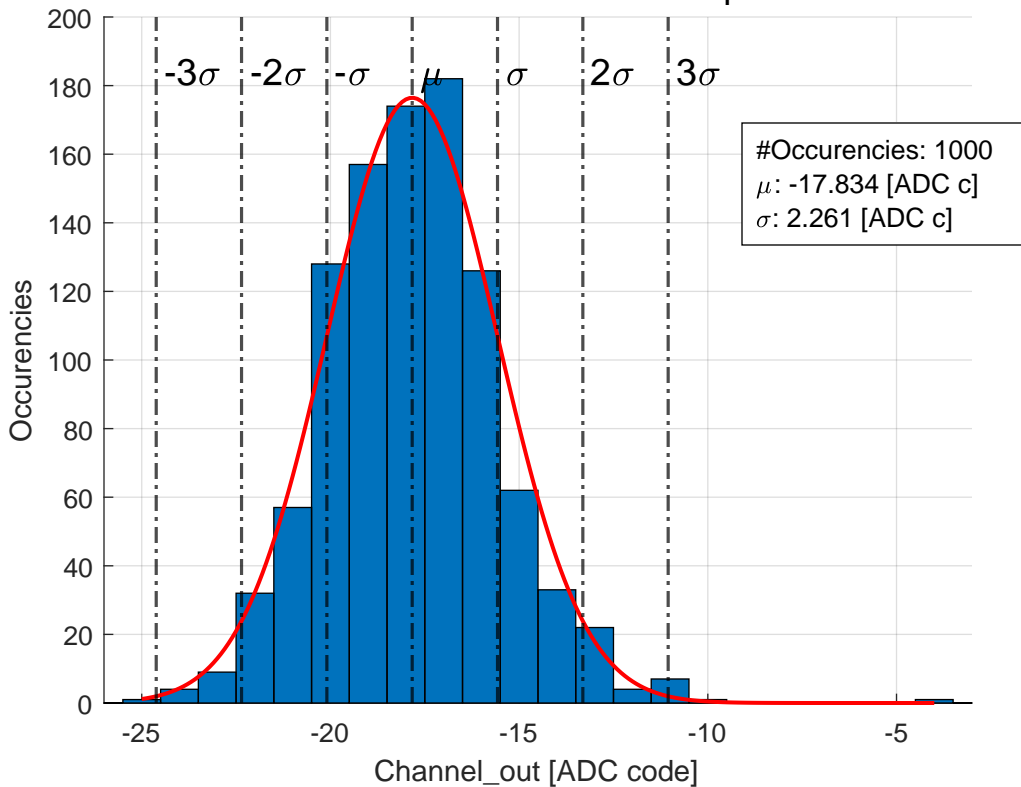 200
180
160
140
120
100
80
60
40
20
0
Occurencies
-3σ -2σ -σ μ σ 2σ 3σ
#Occurencies: 1000
μ: -17.834 [ADC c]
σ: 2.261 [ADC c]
-25 -20 -15 -10 -5
Channel_out [ADC code]